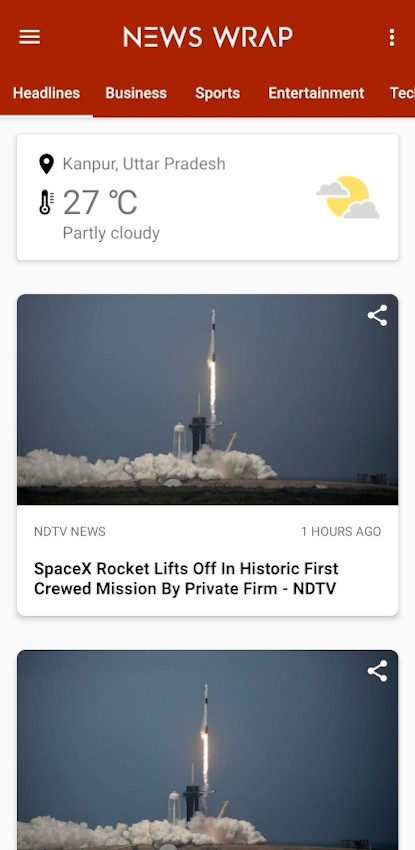 NEWS WRAP
Headlines Business Sports Entertainment Tec
Kanpur, Uttar Pradesh
27 °C
Partly cloudy
NDTV NEWS 1 HOURS AGO
SpaceX Rocket Lifts Off In Historic First
Crewed Mission By Private Firm - NDTV